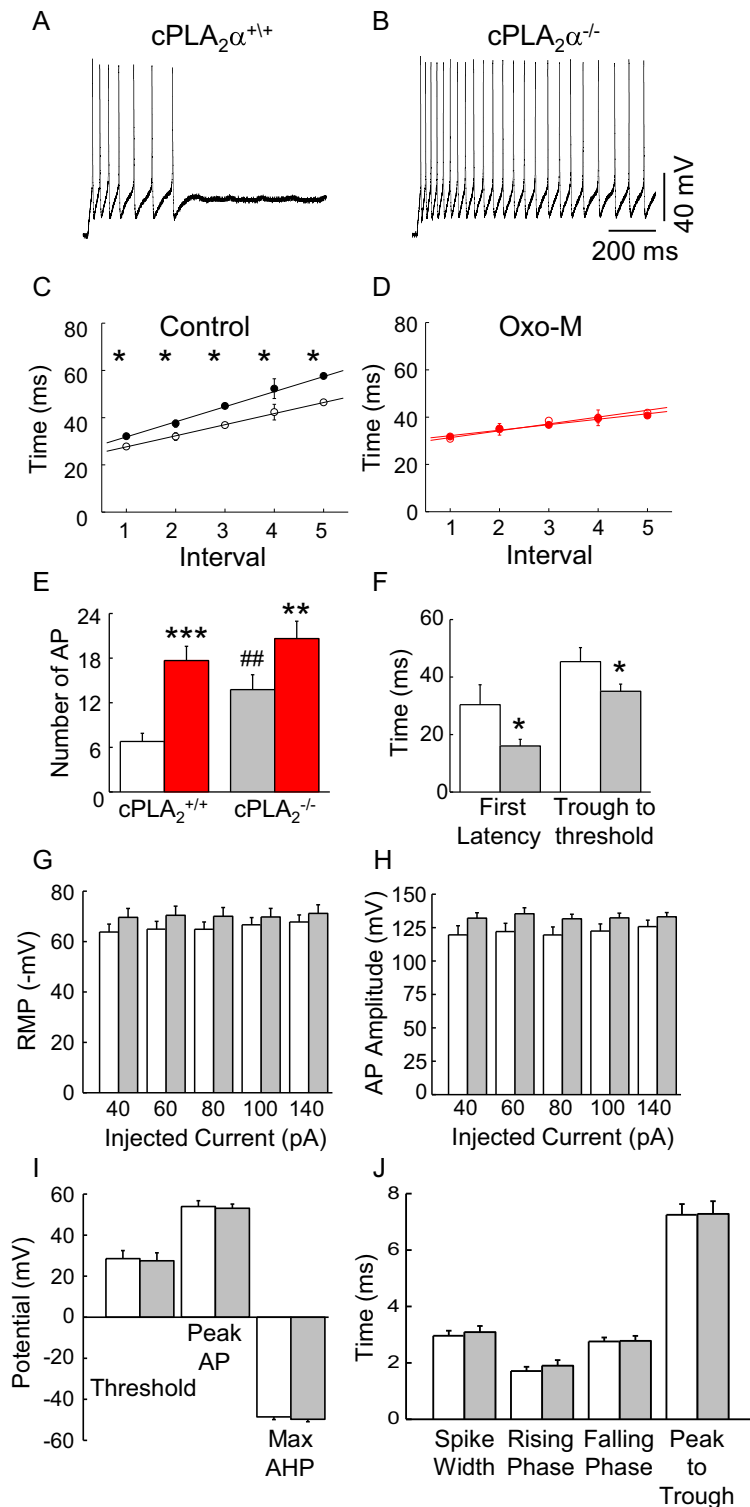 A
B
cPLA₂α⁺\⁺
cPLA₂α⁻/⁻
40 mV
200 ms
C
D
Control
Oxo-M
* * * * *
Time (ms)
80
60
40
20
0
1 2 3 4 5
Interval
Time (ms)
80
60
40
20
0
1 2 3 4 5
Interval
E
F
Number of AP
24
18
12
6
0
***
##
**
cPLA₂⁺/⁺
cPLA₂⁻/⁻
Time (ms)
60
40
20
0
*
*
First
Latency
Trough to
threshold
G
H
RMP (-mV)
80
60
40
20
0
40 60 80 100 140
Injected Current (pA)
AP Amplitude (mV)
150
125
100
75
50
25
0
40 60 80 100 140
Injected Current (pA)
I
J
Potential (mV)
60
40
20
0
-20
-40
-60
Threshold
Peak
AP
Max
AHP
Time (ms)
8
6
4
2
0
Spike
Width
Rising
Phase
Falling
Phase
Peak
to
Trough